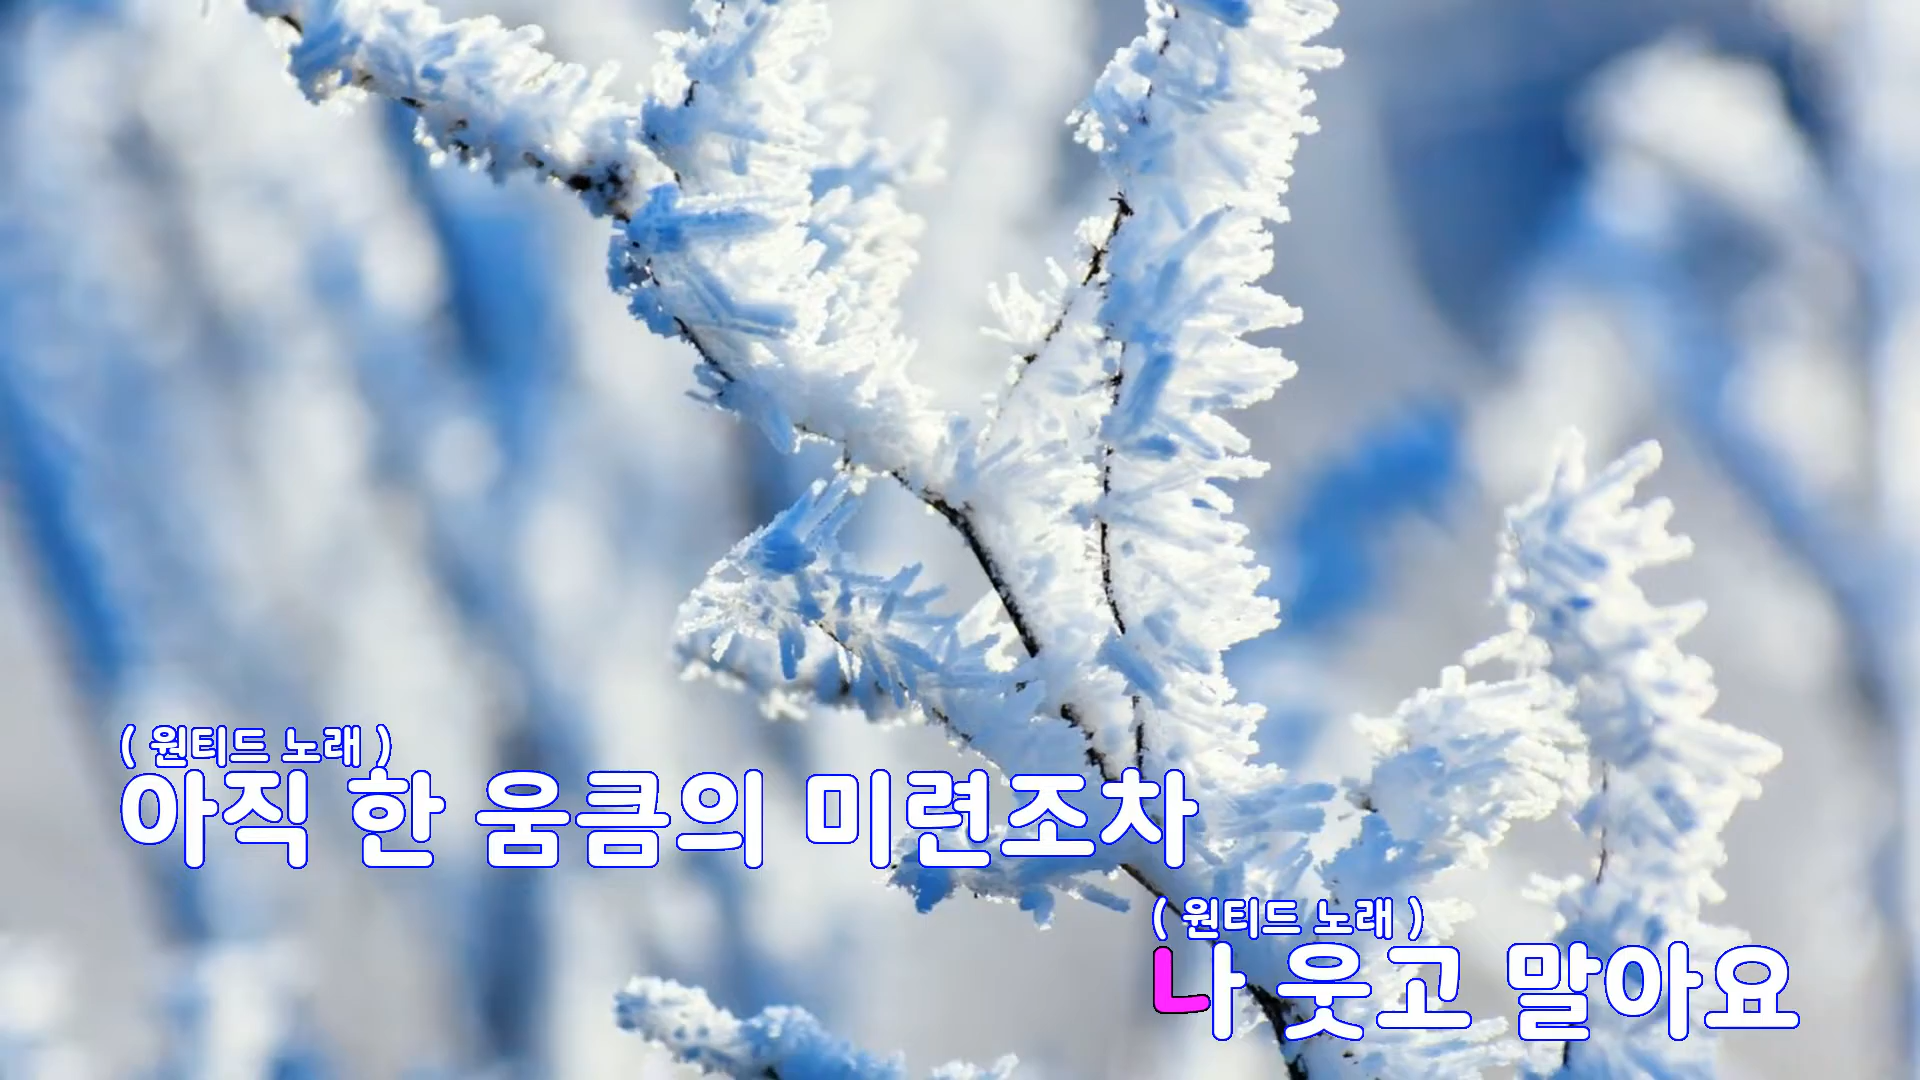 ( 원티드 노래 )
아직 한 움큼의 미련조차
( 원티드 노래 )
나 웃고 말아요